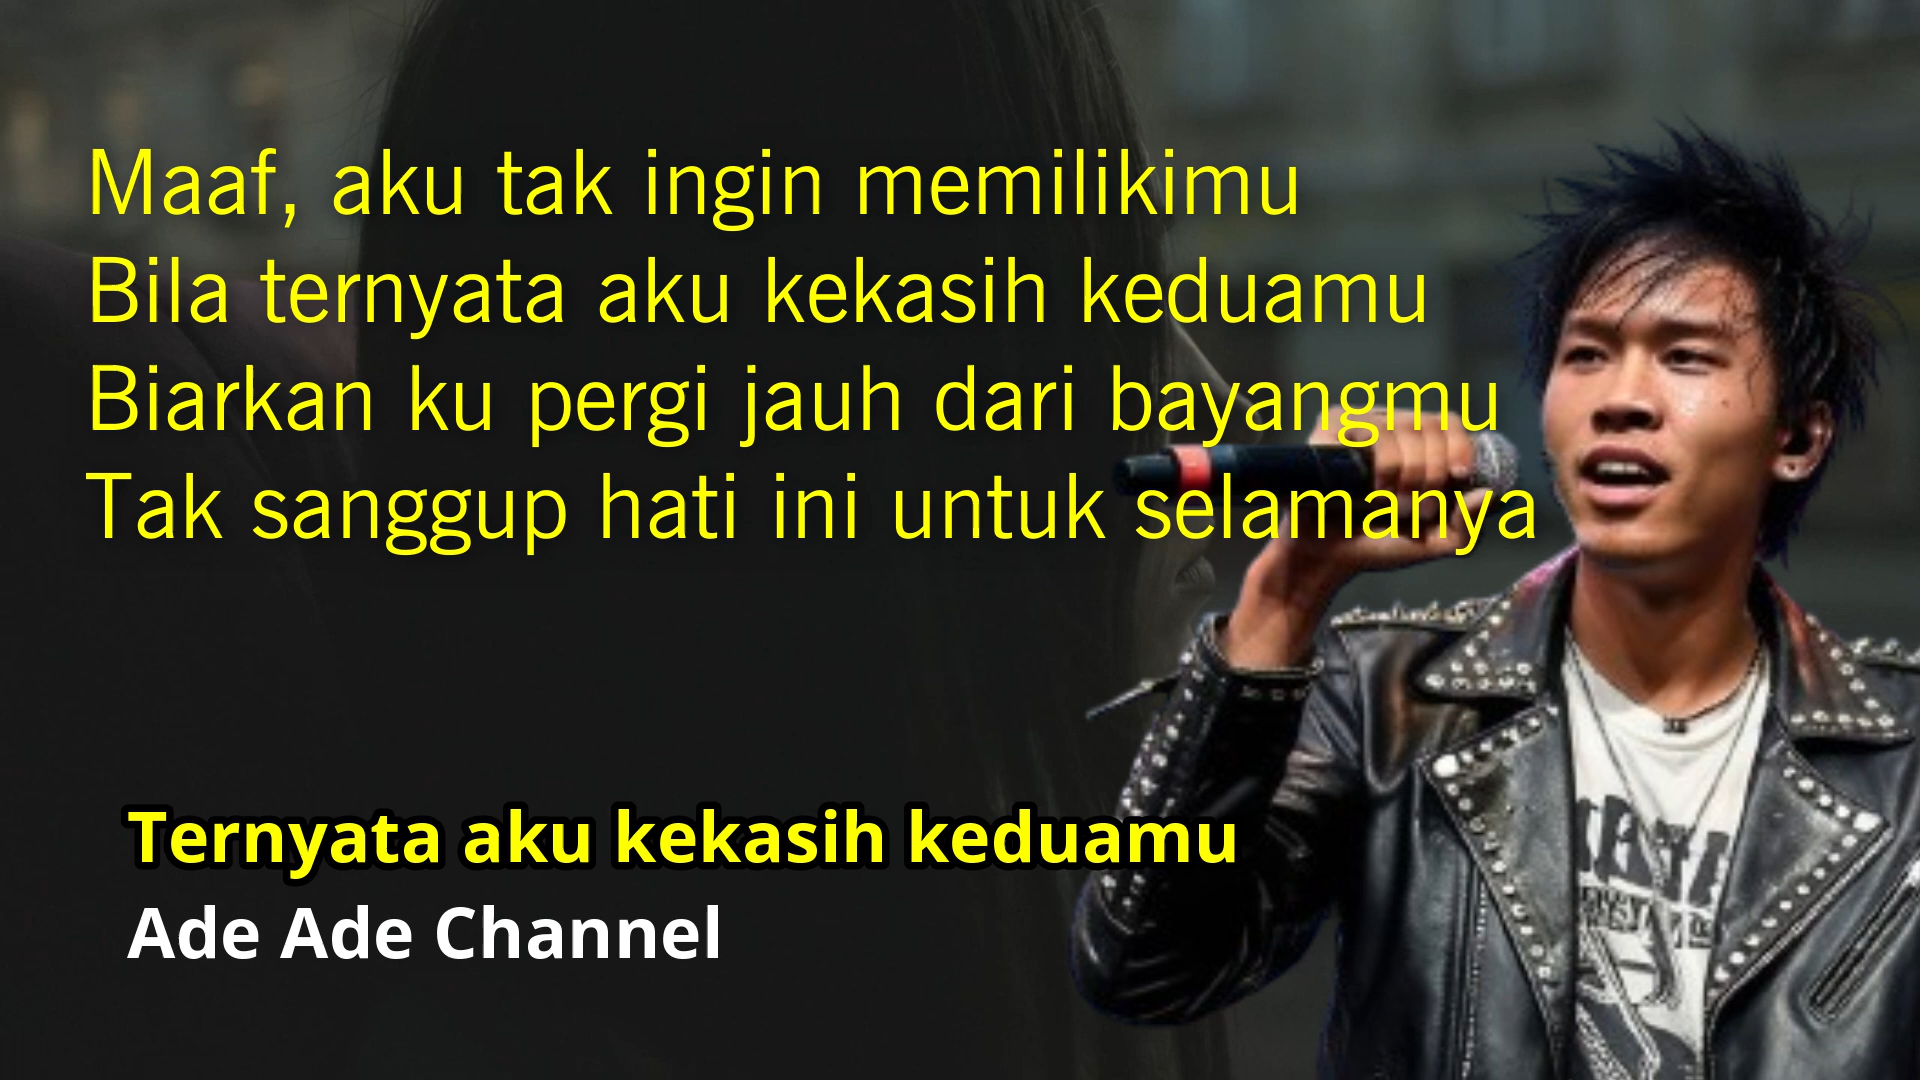 Maaf, aku tak ingin memilikimu
Bila ternyata aku kekasih keduamu
Biarkan ku pergi jauh dari bayangmu
Tak sanggup hati ini untuk selamanya
Ternyata aku kekasih keduamu
Ade Ade Channel